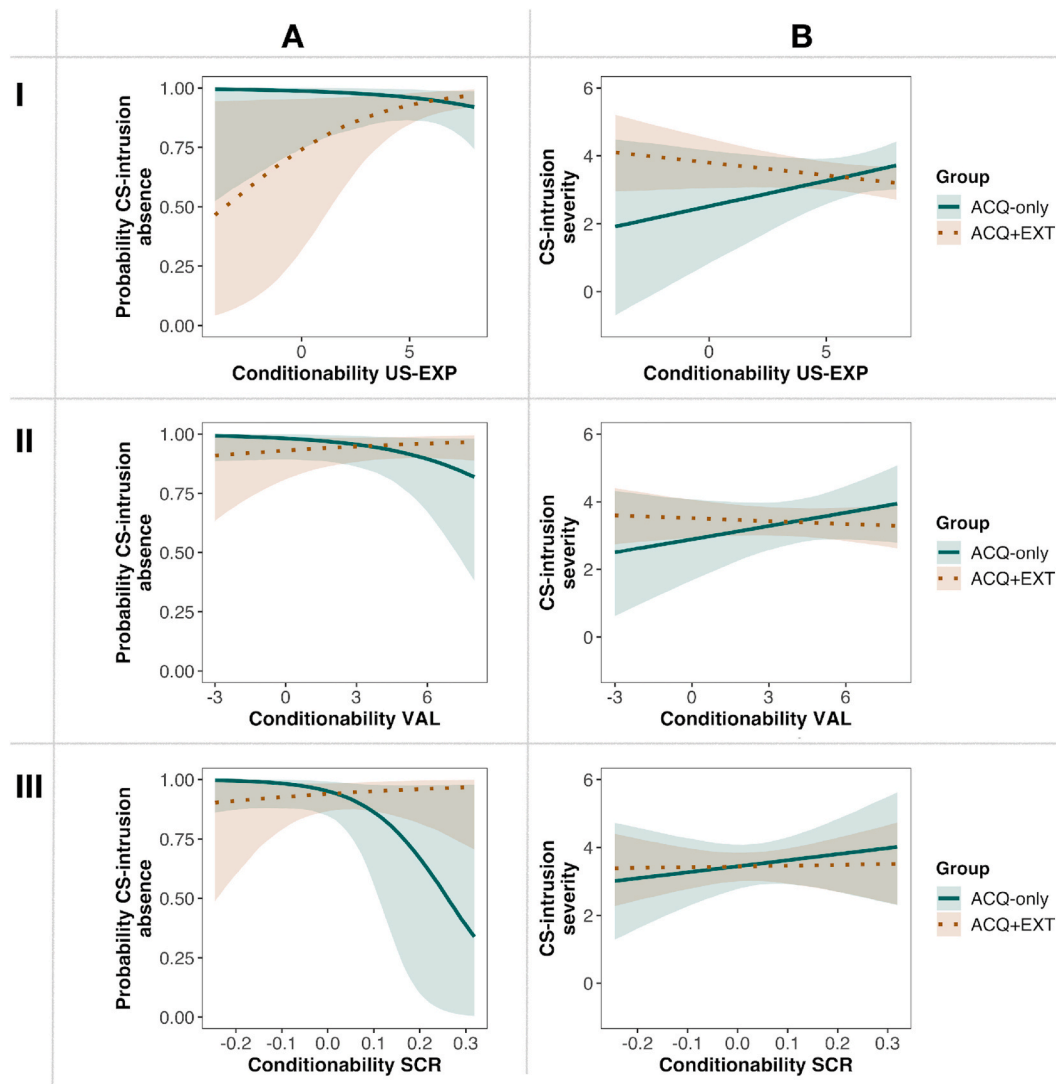 A
B
I
Probability CS-intrusion
absence
1.00
0.75
0.50
0.25
0.00
0
5
Conditionability US-EXP
CS-intrusion
severity
6
4
2
0
0
5
Conditionability US-EXP
Group
ACQ-only
ACQ+EXT
II
Probability CS-intrusion
absence
1.00
0.75
0.50
0.25
0.00
-3
0
3
6
Conditionability VAL
CS-intrusion
severity
6
4
2
0
-3
0
3
6
Conditionability VAL
Group
ACQ-only
ACQ+EXT
III
Probability CS-intrusion
absence
1.00
0.75
0.50
0.25
0.00
-0.2
-0.1
0.0
0.1
0.2
0.3
Conditionability SCR
CS-intrusion
severity
6
4
2
0
-0.2
-0.1
0.0
0.1
0.2
0.3
Conditionability SCR
Group
ACQ-only
ACQ+EXT